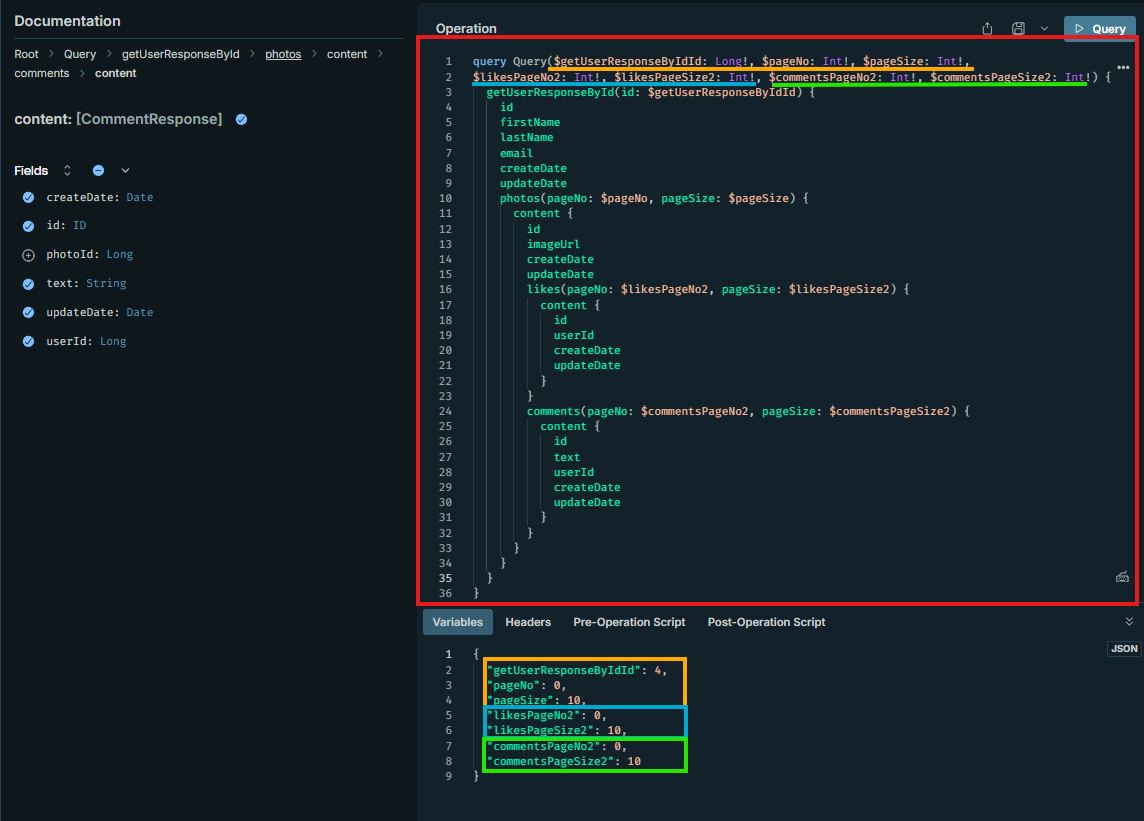 Documentation
Root > Query > getUserResponseById > photos > content >
comments > content
content: [CommentResponse]
Fields
createDate: Date
id: ID
photoId: Long
text: String
updateDate: Date
userId: Long
Operation
Query
1 query Query($getUserResponseByIdId: Long!, $pageNo: Int!, $pageSize: Int!,
2 $likesPageNo2: Int!, $likesPageSize2: Int!, $commentsPageNo2: Int!, $commentsPageSize2: Int!) {
3 getUserResponseById(id: $getUserResponseByIdId) {
4 id
5 firstName
6 lastName
7 email
8 createDate
9 updateDate
10 photos(pageNo: $pageNo, pageSize: $pageSize) {
11 content {
12 id
13 imageUrl
14 createDate
15 updateDate
16 likes(pageNo: $likesPageNo2, pageSize: $likesPageSize2) {
17 content {
18 id
19 userId
20 createDate
21 updateDate
22 }
23 }
24 comments(pageNo: $commentsPageNo2, pageSize: $commentsPageSize2) {
25 content {
26 id
27 text
28 userId
29 createDate
30 updateDate
31 }
32 }
33 }
34 }
35 }
36 }
Variables Headers Pre-Operation Script Post-Operation Script
JSON
1 {
2 "getUserResponseByIdId": 4,
3 "pageNo": 0,
4 "pageSize": 10,
5 "likesPageNo2": 0,
6 "likesPageSize2": 10,
7 "commentsPageNo2": 0,
8 "commentsPageSize2": 10
9 }